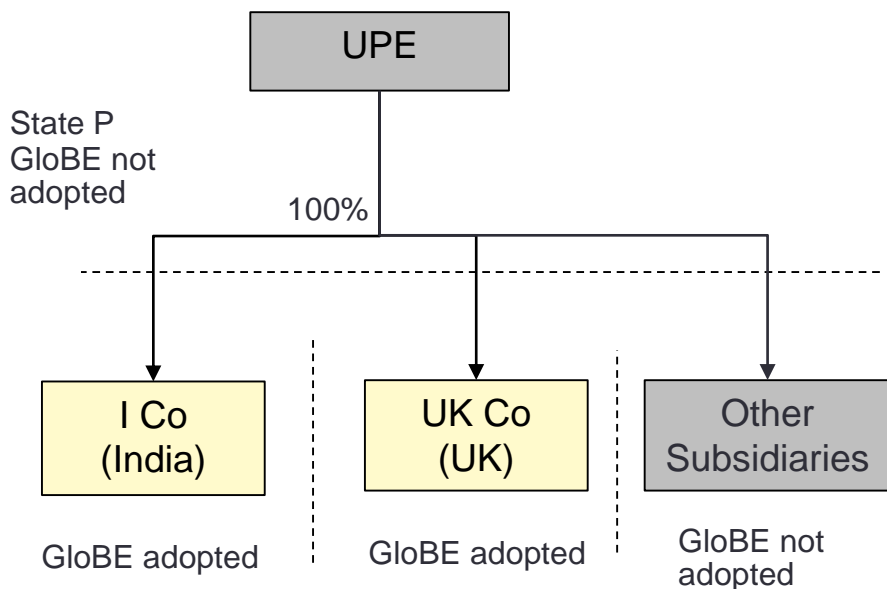 UPE
State P
GloBE not
adopted
100%
I Co
(India)
UK Co
(UK)
Other
Subsidiaries
GloBE adopted
GloBE adopted
GloBE not
adopted